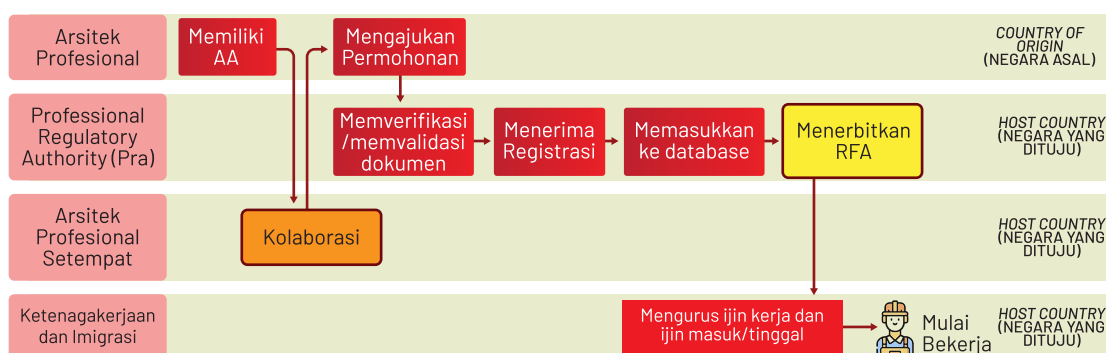 Arsitek
Profesional
Memiliki
AA
Mengajukan
Permohonan
COUNTRY OF
ORIGIN
(NEGARA ASAL)
Professional
Regulatory
Authority (Pra)
Memverifikasi
/memvalidasi
dokumen
Menerima
Registrasi
Memasukkan
ke database
Menerbitkan
RFA
HOST COUNTRY
(NEGARA YANG
DITUJU)
Arsitek
Profesional
Setempat
Kolaborasi
HOST COUNTRY
(NEGARA YANG
DITUJU)
Ketenagakerjaan
dan Imigrasi
Mengurus ijin kerja dan
ijin masuk/tinggal
Mulai
Bekerja
HOST COUNTRY
(NEGARA YANG
DITUJU)